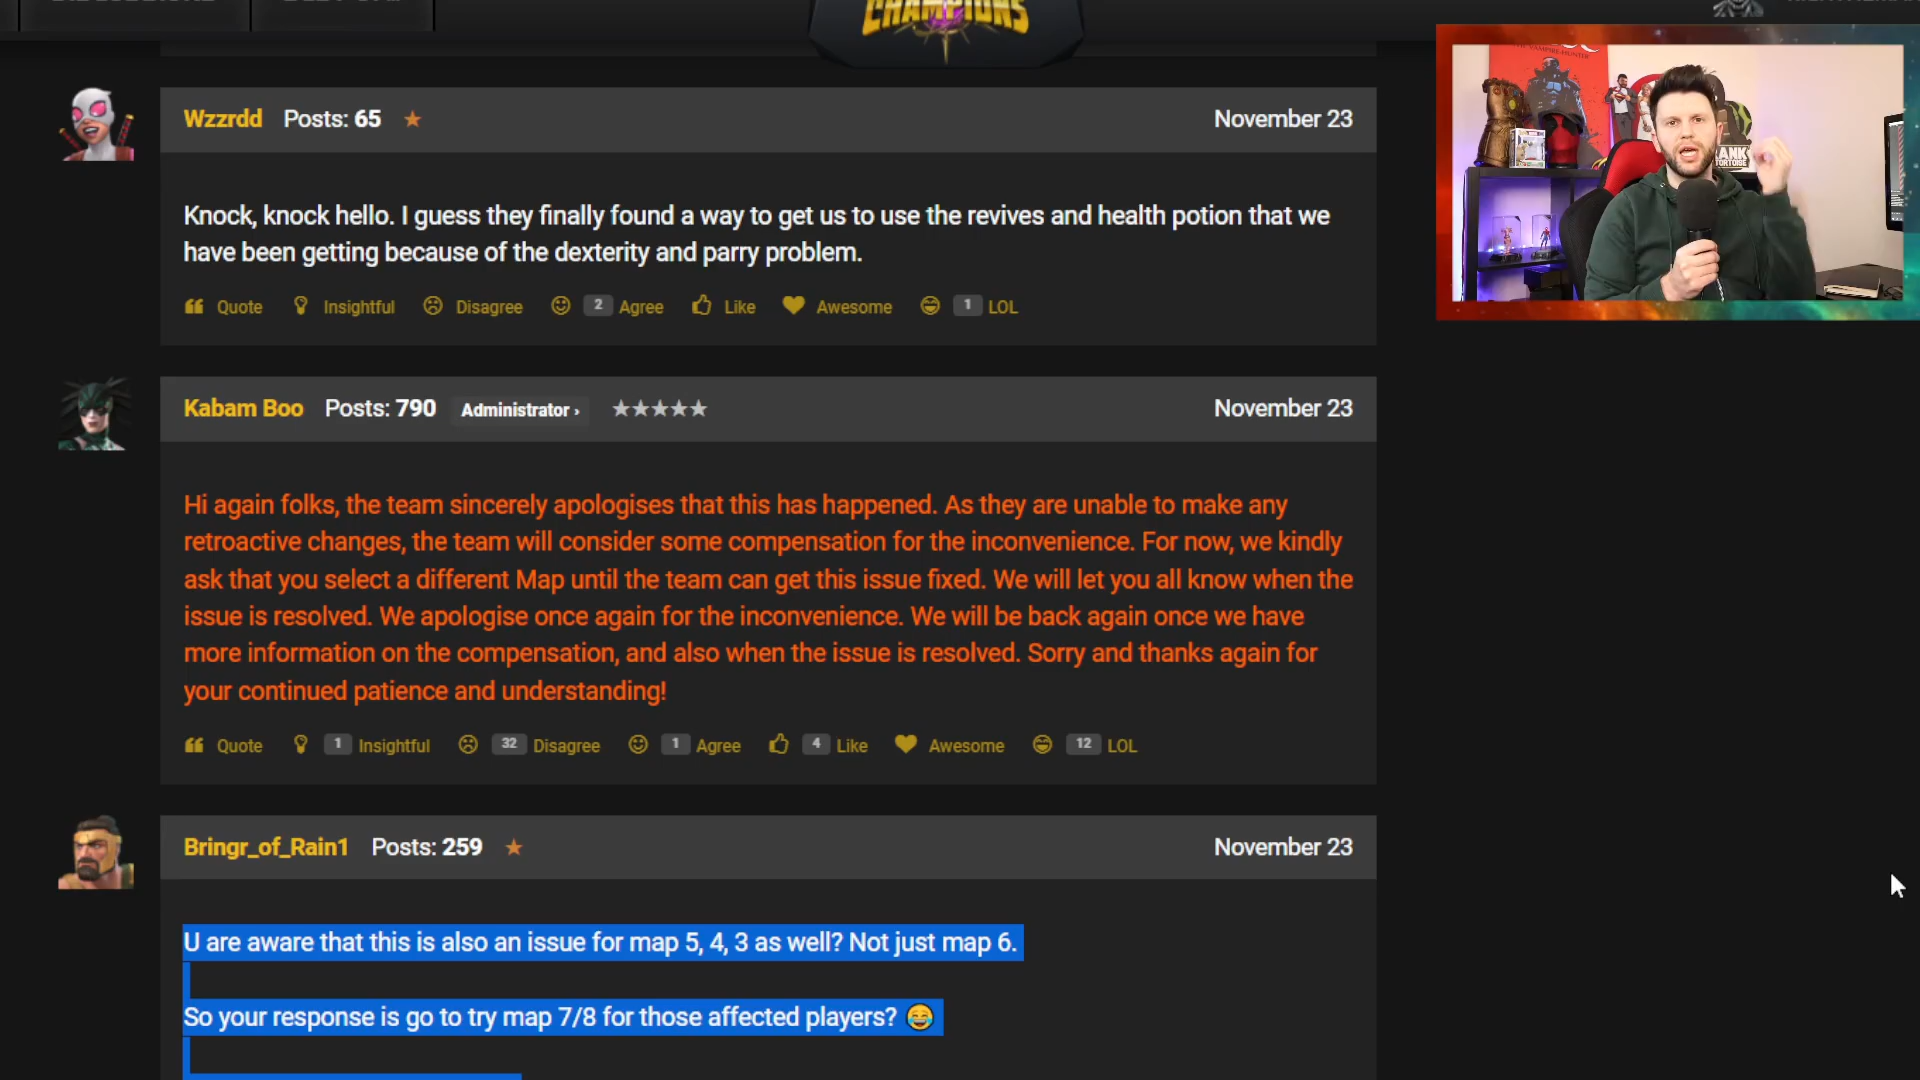 CHAMPIONS
Wzzrdd Posts: 65 November 23
Knock, knock hello. I guess they finally found a way to get us to use the revives and health potion that we
have been getting because of the dexterity and parry problem.
Quote Insightful Disagree 2 Agree Like Awesome 1 LOL
Kabam Boo Posts: 790 Administrator › November 23
Hi again folks, the team sincerely apologises that this has happened. As they are unable to make any
retroactive changes, the team will consider some compensation for the inconvenience. For now, we kindly
ask that you select a different Map until the team can get this issue fixed. We will let you all know when the
issue is resolved. We apologise once again for the inconvenience. We will be back again once we have
more information on the compensation, and also when the issue is resolved. Sorry and thanks again for
your continued patience and understanding!
Quote 1 Insightful 32 Disagree 1 Agree 4 Like Awesome 12 LOL
Bringr_of_Rain1 Posts: 259 November 23
U are aware that this is also an issue for map 5, 4, 3 as well? Not just map 6.
So your response is go to try map 7/8 for those affected players? 😂